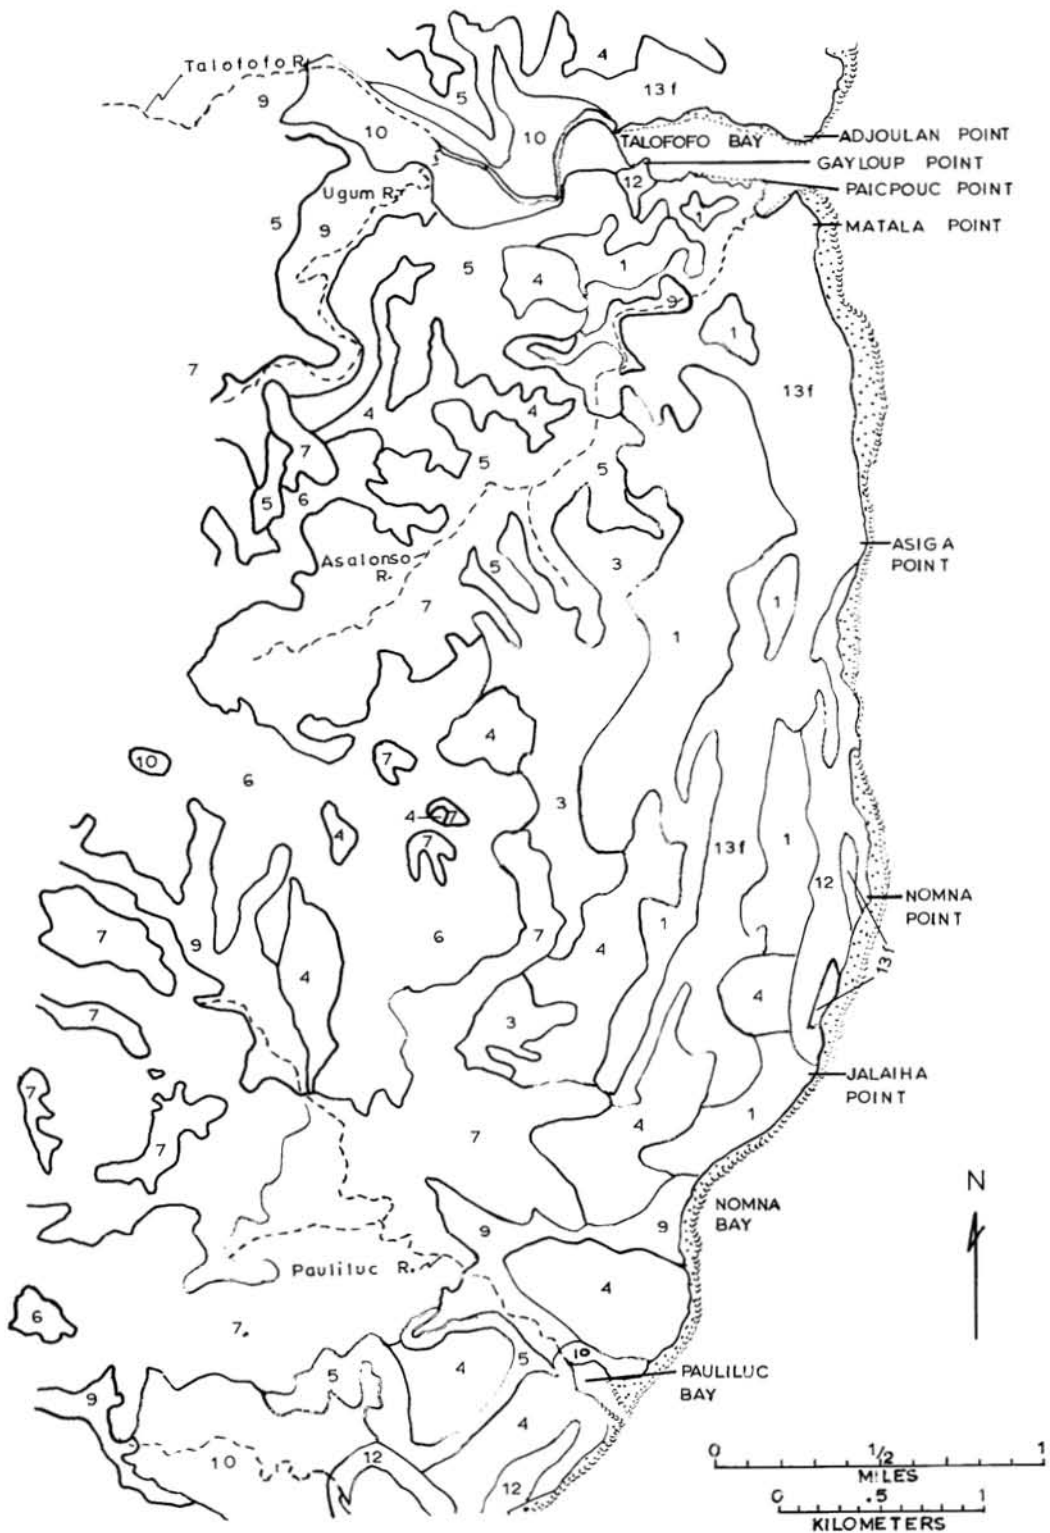 4
Talofofo R.
5
13f
9
10
10
TALOFOFO BAY
ADJOULAN POINT
GAYLOUP POINT
12
PAICPOUC POINT
Ugum R.
1
MATALA POINT
5
9
5
4
1
9
1
7
13f
4
4
7
5
5
5
6
ASIGA
POINT
Asalonso
R.
5
3
7
1
1
4
10
7
6
3
4
7
4
7
13f
1
12
NOMNA
POINT
7
9
6
7
4
1
4
13f
4
7
3
JALAIHA
POINT
7
1
4
7
7
N
NOMNA
BAY
9
9
Pauliluc R.
4
6
7.
10
5
4
5
PAULILUC
BAY
9
4
12
10
12
0 1/2 1
MILES
0 .5 1
KILOMETERS